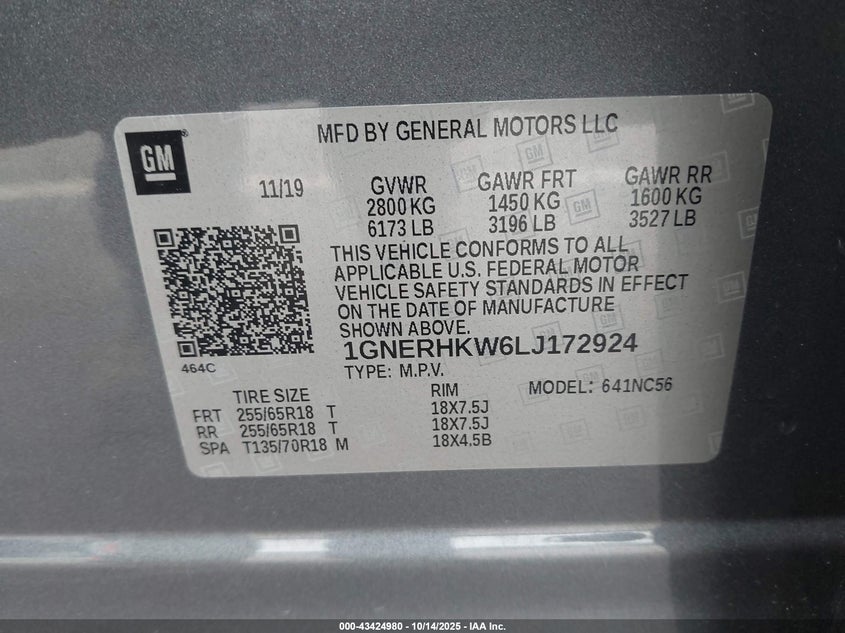 MFD BY GENERAL MOTORS LLC
GM
11/19 GVWR GAWR FRT GAWR RR
2800 KG 1450 KG 1600 KG
6173 LB 3196 LB 3527 LB
THIS VEHICLE CONFORMS TO ALL
APPLICABLE U.S. FEDERAL MOTOR
VEHICLE SAFETY STANDARDS IN EFFECT
ON THE DATE OF MANUFACTURE
SHOWN ABOVE.
1GNERHKW6LJ172924
464C
TYPE: M.P.V. MODEL: 641NC56
TIRE SIZE RIM
FRT 255/65R18 T 18X7.5J
RR 255/65R18 T 18X7.5J
SPA T135/70R18 M 18X4.5B
000-43424980 - 10/14/2025 - IAA Inc.